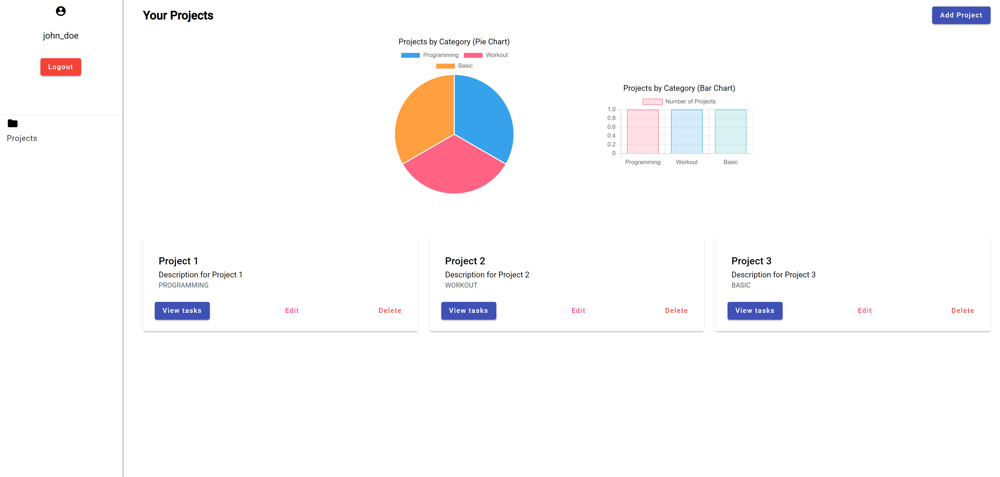 john_doe
Logout
Projects
Your Projects
Add Project
Projects by Category (Pie Chart)
Programming Workout
Basic
Projects by Category (Bar Chart)
Number of Projects
1.0
0.8
0.6
0.4
0.2
0
Programming Workout Basic
Project 1
Description for Project 1
PROGRAMMING
View tasks Edit Delete
Project 2
Description for Project 2
WORKOUT
View tasks Edit Delete
Project 3
Description for Project 3
BASIC
View tasks Edit Delete